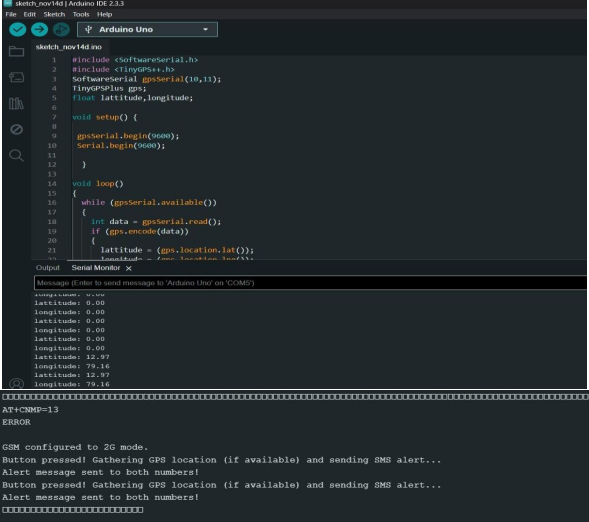 sketch_nov14d | Arduino IDE 2.3.3
File Edit Sketch Tools Help
Arduino Uno
sketch_nov14d.ino
1 #include <SoftwareSerial.h>
2 #include <TinyGPS++.h>
3 SoftwareSerial gpsSerial(10,11);
4 TinyGPSPlus gps;
5 float lattitude,longitude;
6
7 void setup() {
8
9 gpsSerial.begin(9600);
10 Serial.begin(9600);
11
12 }
13
14 void loop()
15 {
16 while (gpsSerial.available())
17 {
18 int data = gpsSerial.read();
19 if (gps.encode(data))
20 {
21 lattitude = (gps.location.lat());
22 longitude = (gps.location.lng());
Output Serial Monitor ×
Message (Enter to send message to 'Arduino Uno' on 'COM5')
longitude: 0.00
lattitude: 0.00
longitude: 0.00
lattitude: 0.00
longitude: 0.00
lattitude: 0.00
longitude: 0.00
lattitude: 12.97
longitude: 79.16
lattitude: 12.97
longitude: 79.16
AT+CNMP=13
ERROR
GSM configured to 2G mode.
Button pressed! Gathering GPS location (if available) and sending SMS alert...
Alert message sent to both numbers!
Button pressed! Gathering GPS location (if available) and sending SMS alert...
Alert message sent to both numbers!